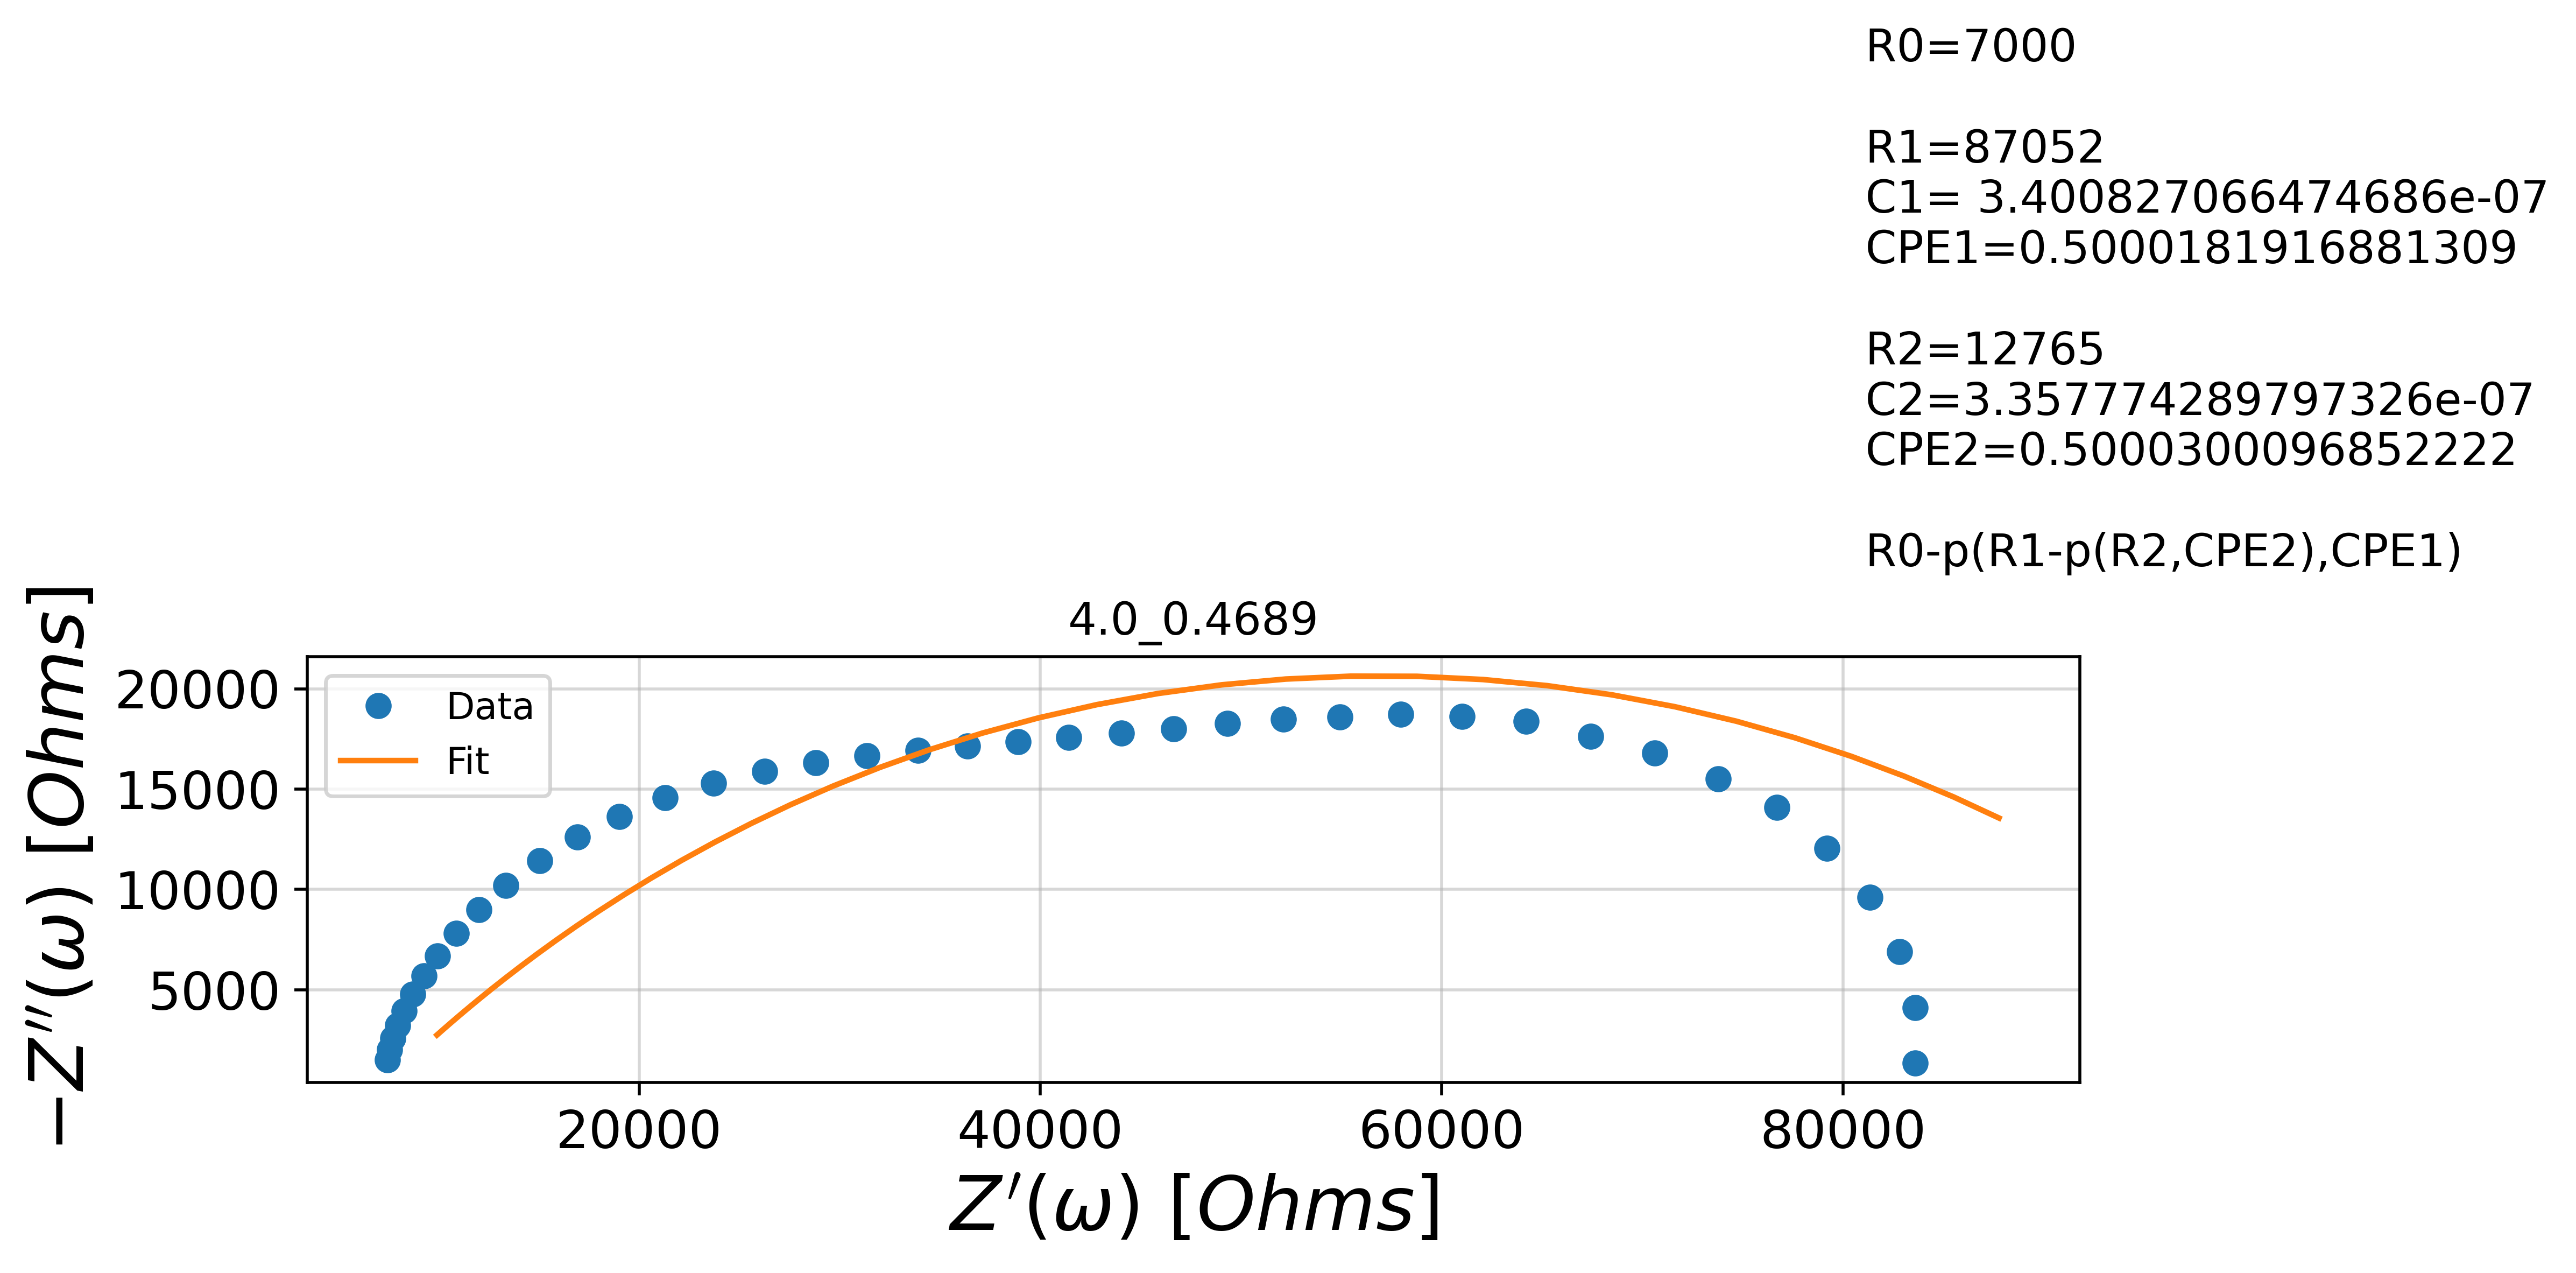 R0=7000
R1=87052
C1= 3.400827066474686e-07
CPE1=0.5000181916881309
R2=12765
C2=3.357774289797326e-07
CPE2=0.5000300096852222
R0-p(R1-p(R2,CPE2),CPE1)
4.0_0.4689
−Z″(ω) [Ohms]
20000
15000
10000
5000
Data
Fit
20000
40000
60000
80000
Z′(ω) [Ohms]